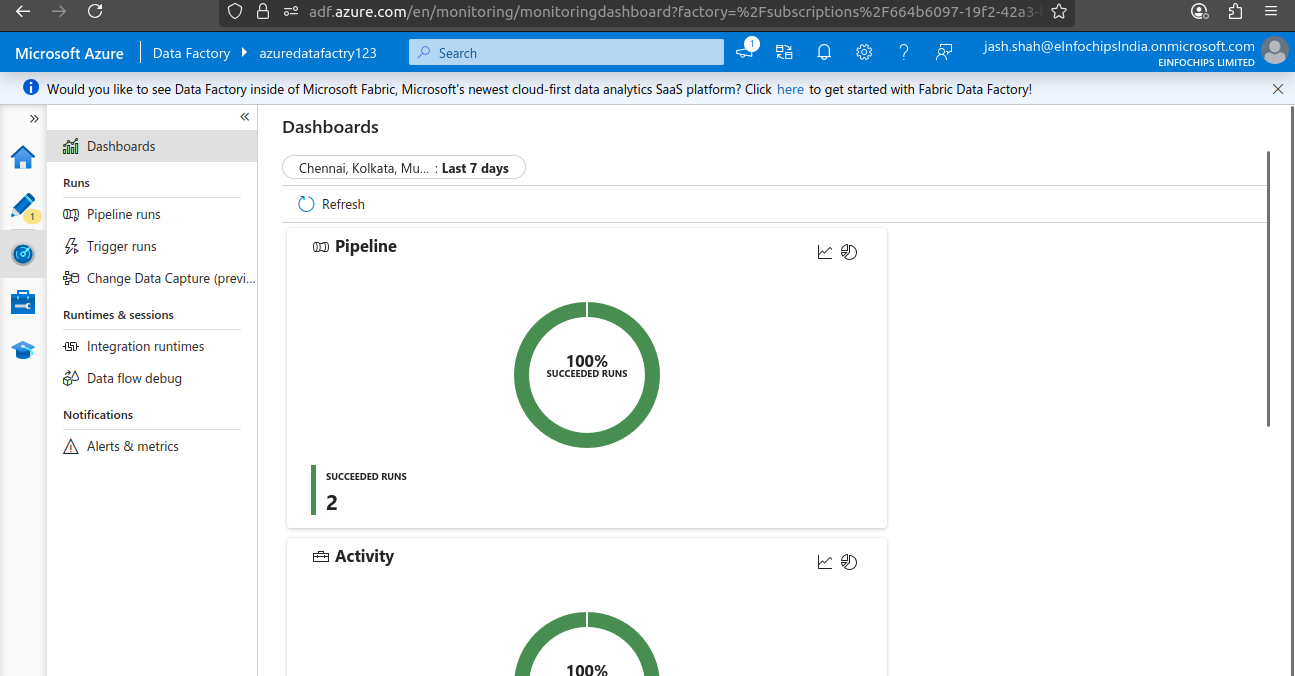 adf.azure.com/en/monitoring/monitoringdashboard?factory=%2Fsubscriptions%2F664b6097-19f2-42a3-
Microsoft Azure
Data Factory
azuredatafactry123
Search
1
jash.shah@eInfochipsIndia.onmicrosoft.com
EINFOCHIPS LIMITED
Would you like to see Data Factory inside of Microsoft Fabric, Microsoft's newest cloud-first data analytics SaaS platform? Click here to get started with Fabric Data Factory!
1
Dashboards
Runs
Pipeline runs
Trigger runs
Change Data Capture (previ...
Runtimes & sessions
Integration runtimes
Data flow debug
Notifications
Alerts & metrics
Dashboards
Chennai, Kolkata, Mu... : Last 7 days
Refresh
Pipeline
100%
SUCCEEDED RUNS
SUCCEEDED RUNS
2
Activity
100%